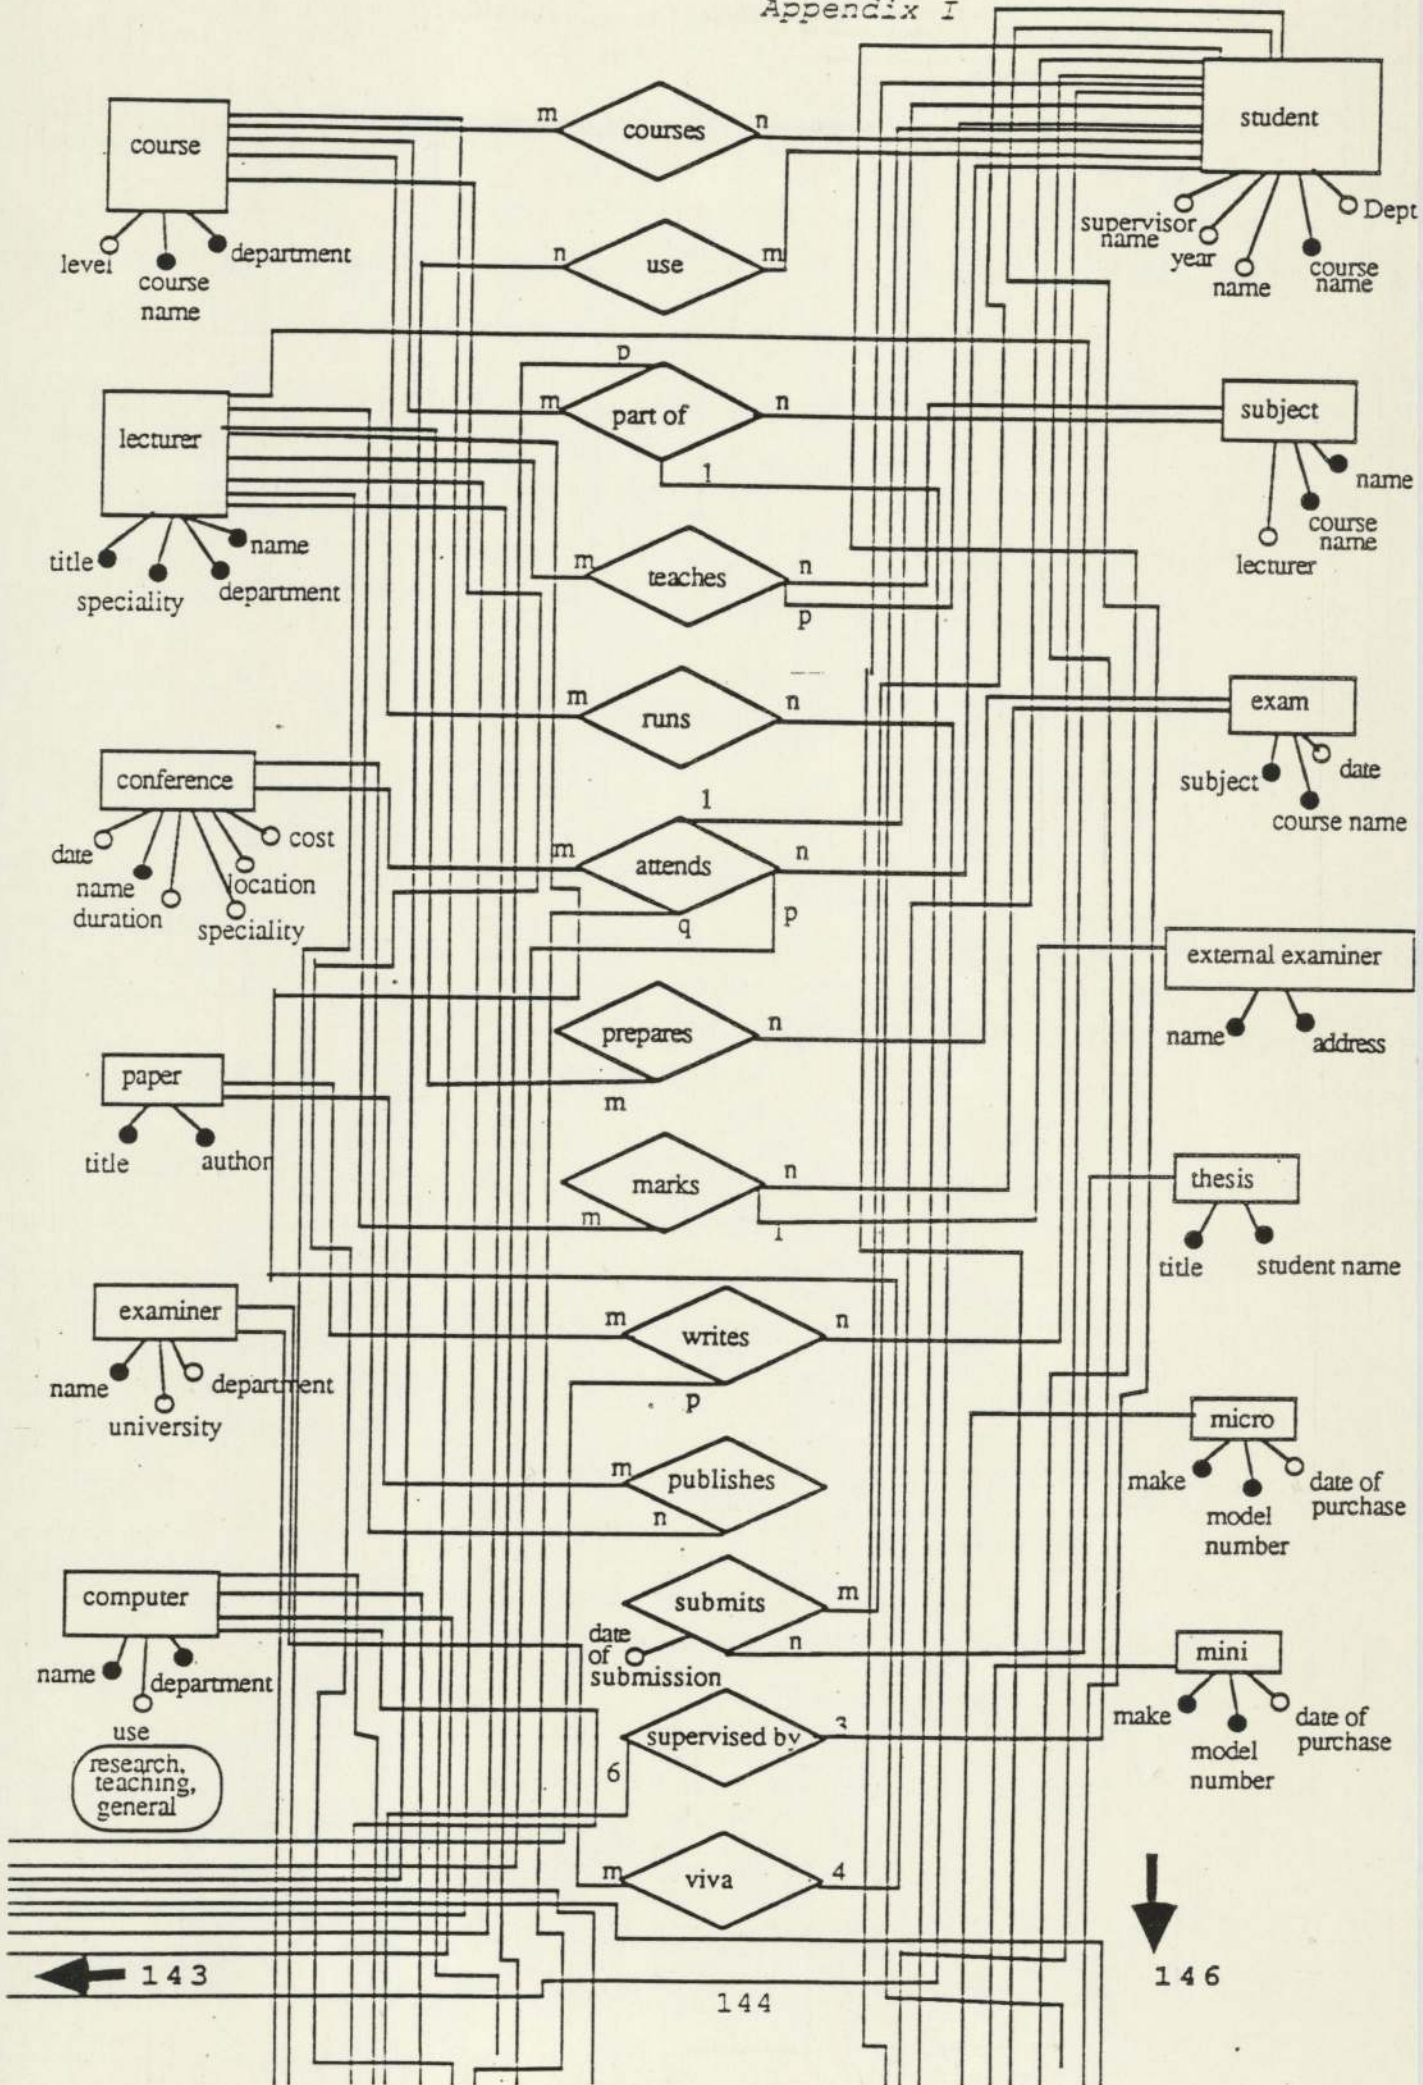 Appendix I
course
level
course
name
department
m
courses
n
student
supervisor
name
year
name
course
name
Dept
n
use
m
lecturer
title
speciality
department
name
p
m
part of
n
1
subject
lecturer
course
name
name
m
teaches
n
p
m
runs
n
exam
subject
course name
date
conference
date
name
duration
speciality
location
cost
1
m
attends
n
q
p
external examiner
name
address
prepares
n
m
paper
title
author
marks
n
m
1
thesis
title
student name
examiner
name
university
department
m
writes
n
p
micro
make
model
number
date of
purchase
m
publishes
n
computer
name
use
department
research,
teaching,
general
submits
m
n
date
of
submission
mini
make
model
number
date of
purchase
supervised by
3
6
m
viva
4
143
144
146